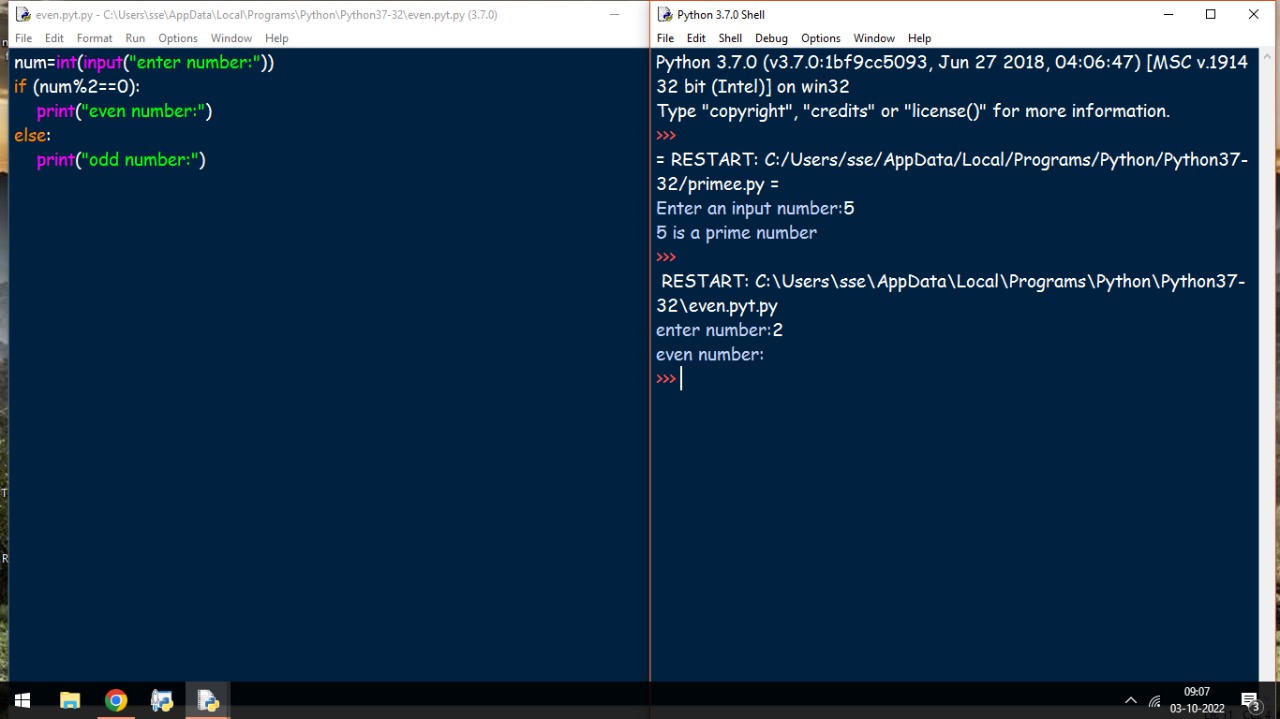 even.pyt.py - C:\Users\sse\AppData\Local\Programs\Python\Python37-32\even.pyt.py (3.7.0)
File Edit Format Run Options Window Help
num=int(input("enter number:"))
if (num%2==0):
    print("even number:")
else:
    print("odd number:")
Python 3.7.0 Shell
File Edit Shell Debug Options Window Help
Python 3.7.0 (v3.7.0:1bf9cc5093, Jun 27 2018, 04:06:47) [MSC v.1914
32 bit (Intel)] on win32
Type "copyright", "credits" or "license()" for more information.
>>>
= RESTART: C:/Users/sse/AppData/Local/Programs/Python/Python37-
32/primee.py =
Enter an input number:5
5 is a prime number
>>>
 RESTART: C:\Users\sse\AppData\Local\Programs\Python\Python37-
32\even.pyt.py
enter number:2
even number:
>>>
09:07
03-10-2022
3